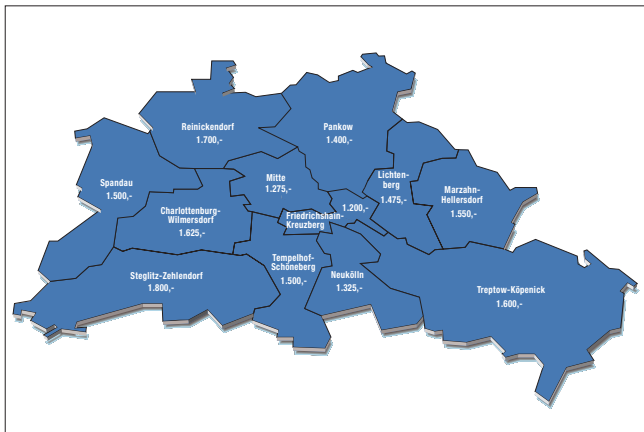 Reinickendorf
1.700,-
Pankow
1.400,-
Spandau
1.500,-
Mitte
1.275,-
Lichten-
berg
1.475,-
Marzahn-
Hellersdorf
1.550,-
Charlottenburg-
Wilmersdorf
1.625,-
1.200,-
Friedrichshain-
Kreuzberg
Steglitz-Zehlendorf
1.800,-
Tempelhof-
Schöneberg
1.500,-
Neukölln
1.325,-
Treptow-Köpenick
1.600,-